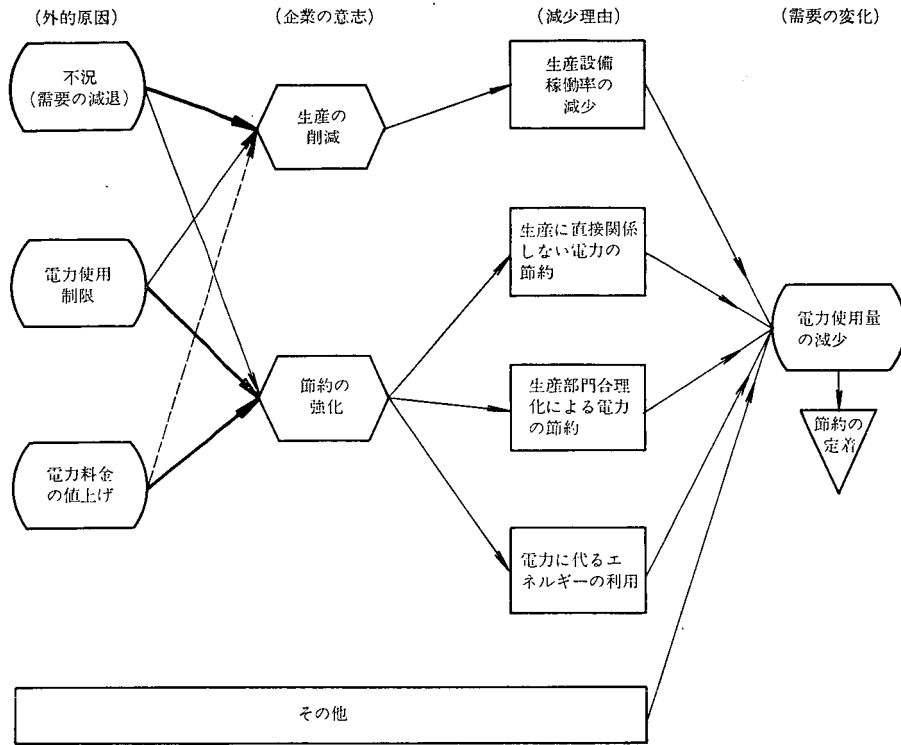 (外的原因)
(企業の意志)
(減少理由)
(需要の変化)
不況
(需要の減退)
生産の
削減
生産設備
稼働率の
減少
電力使用
制限
生産に直接関係
しない電力の
節約
電力使用量
の減少
節約の
強化
生産部門合理
化による電力
の節約
節約の
定着
電力料金
の値上げ
電力に代るエ
ネルギーの利用
その他